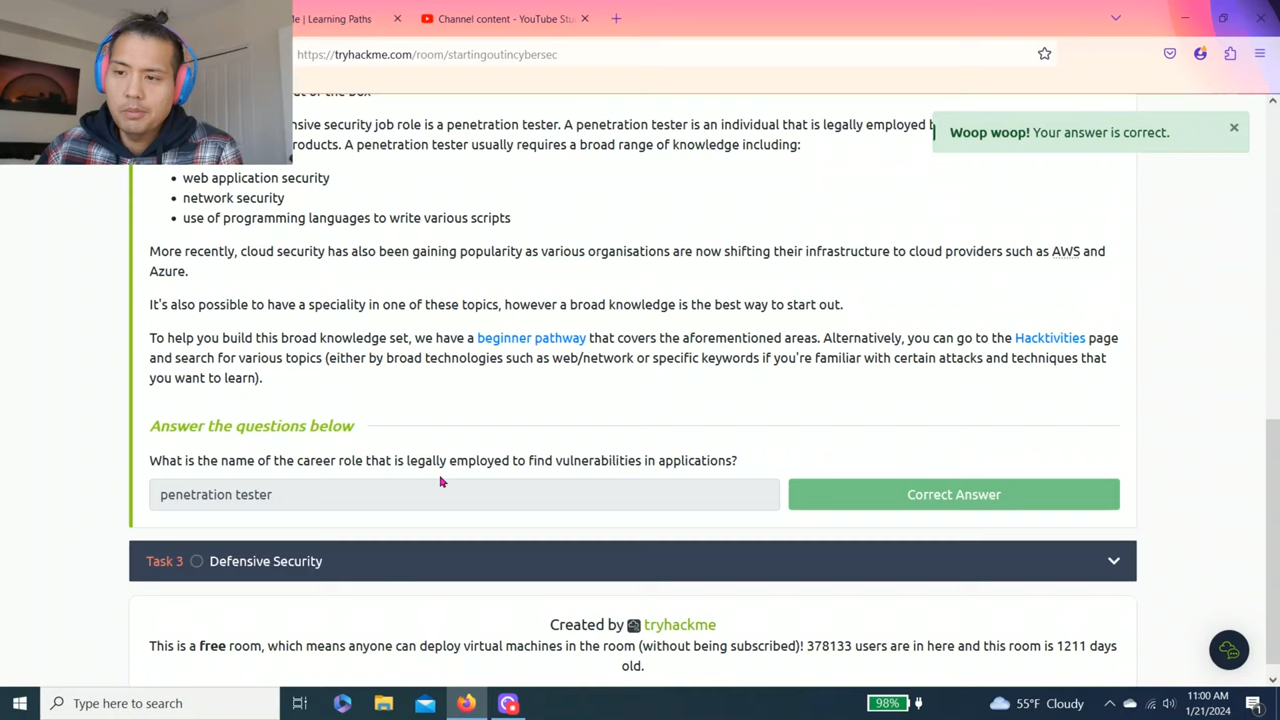 e | Learning Paths
Channel content - YouTube Stu
https://tryhackme.com/room/startingoutincybersec
nsive security job role is a penetration tester. A penetration tester is an individual that is legally employed
Woop woop! Your answer is correct.
roducts. A penetration tester usually requires a broad range of knowledge including:
web application security
network security
use of programming languages to write various scripts
More recently, cloud security has also been gaining popularity as various organisations are now shifting their infrastructure to cloud providers such as AWS and
Azure.
It's also possible to have a speciality in one of these topics, however a broad knowledge is the best way to start out.
To help you build this broad knowledge set, we have a beginner pathway that covers the aforementioned areas. Alternatively, you can go to the Hacktivities page
and search for various topics (either by broad technologies such as web/network or specific keywords if you're familiar with certain attacks and techniques that
you want to learn).
Answer the questions below
What is the name of the career role that is legally employed to find vulnerabilities in applications?
penetration tester
Correct Answer
Task 3 Defensive Security
Created by tryhackme
This is a free room, which means anyone can deploy virtual machines in the room (without being subscribed)! 378133 users are in here and this room is 1211 days
old.
Type here to search
98%
55°F Cloudy
11:00 AM
1/21/2024
1